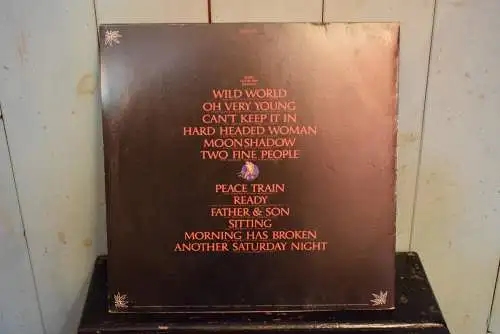 WILD WORLD
OH VERY YOUNG
CAN'T KEEP IT IN
HARD HEADED WOMAN
MOONSHADOW
TWO FINE PEOPLE
PEACE TRAIN
READY
FATHER & SON
SITTING
MORNING HAS BROKEN
ANOTHER SATURDAY NIGHT